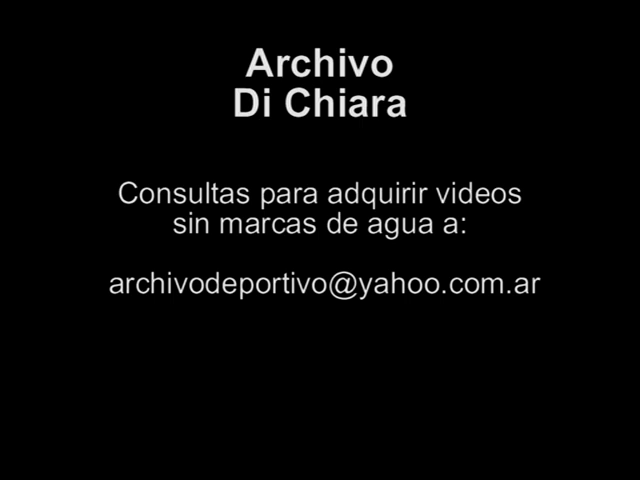 Archivo
Di Chiara
Consultas para adquirir videos
sin marcas de agua a:
archivodeportivo@yahoo.com.ar